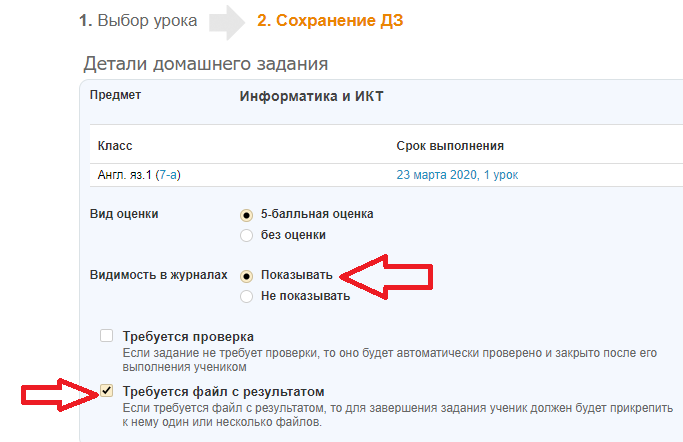 1. Выбор урока 2. Сохранение ДЗ
Детали домашнего задания
Предмет Информатика и ИКТ
Класс Срок выполнения
Англ. яз.1 (7-а) 23 марта 2020, 1 урок
Вид оценки 5-балльная оценка
без оценки
Видимость в журналах Показывать
Не показывать
Требуется проверка
Если задание не требует проверки, то оно будет автоматически проверено и закрыто после его
выполнения учеником
Требуется файл с результатом
Если требуется файл с результатом, то для завершения задания ученик должен будет прикрепить
к нему один или несколько файлов.